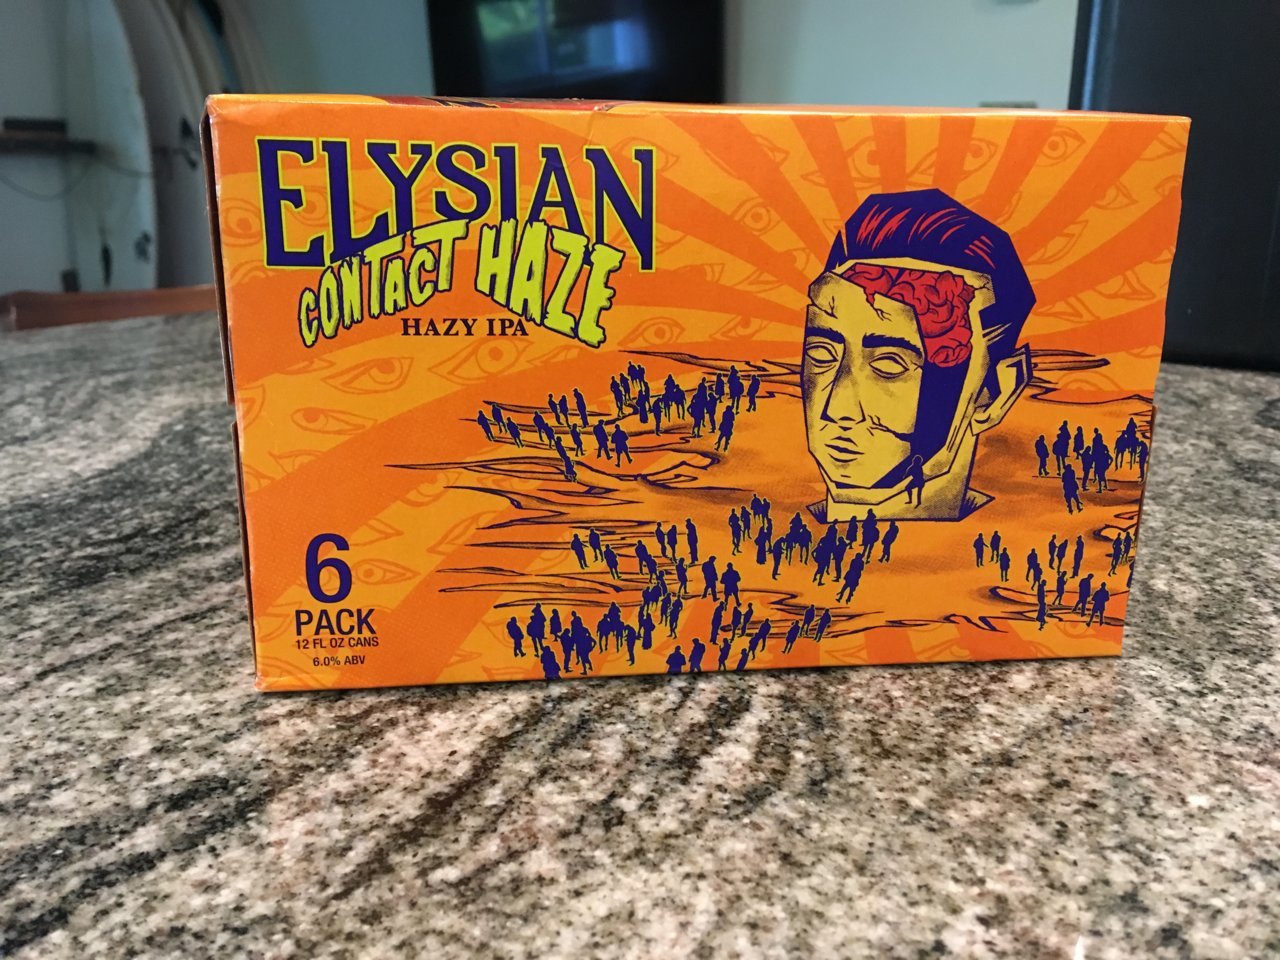 ELYSIAN
CONTACT HAZE
HAZY IPA
6
PACK
12 FL OZ CANS
6.0% ABV